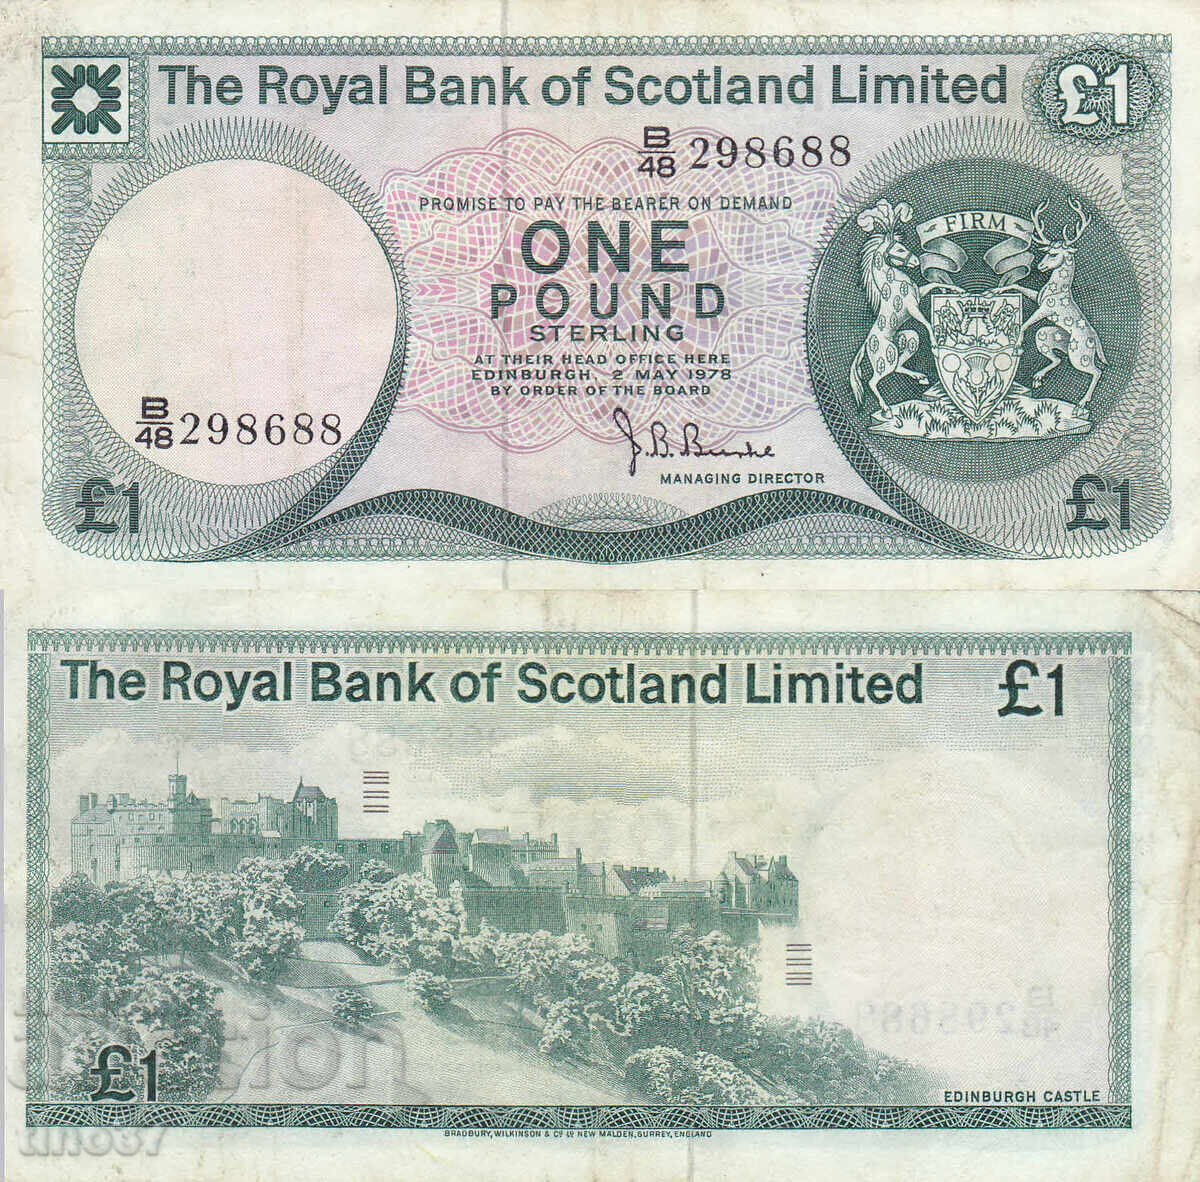 The Royal Bank of Scotland Limited £1
B/48 298688
PROMISE TO PAY THE BEARER ON DEMAND
ONE
POUND
STERLING
AT THEIR HEAD OFFICE HERE
EDINBURGH, 2 MAY 1978
BY ORDER OF THE BOARD
FIRM
B/48 298688
J. B. Burke
MANAGING DIRECTOR
£1 £1
The Royal Bank of Scotland Limited £1
£1
EDINBURGH CASTLE
BRADBURY, WILKINSON & Cº Lᴰ NEW MALDEN, SURREY, ENGLAND
tino37